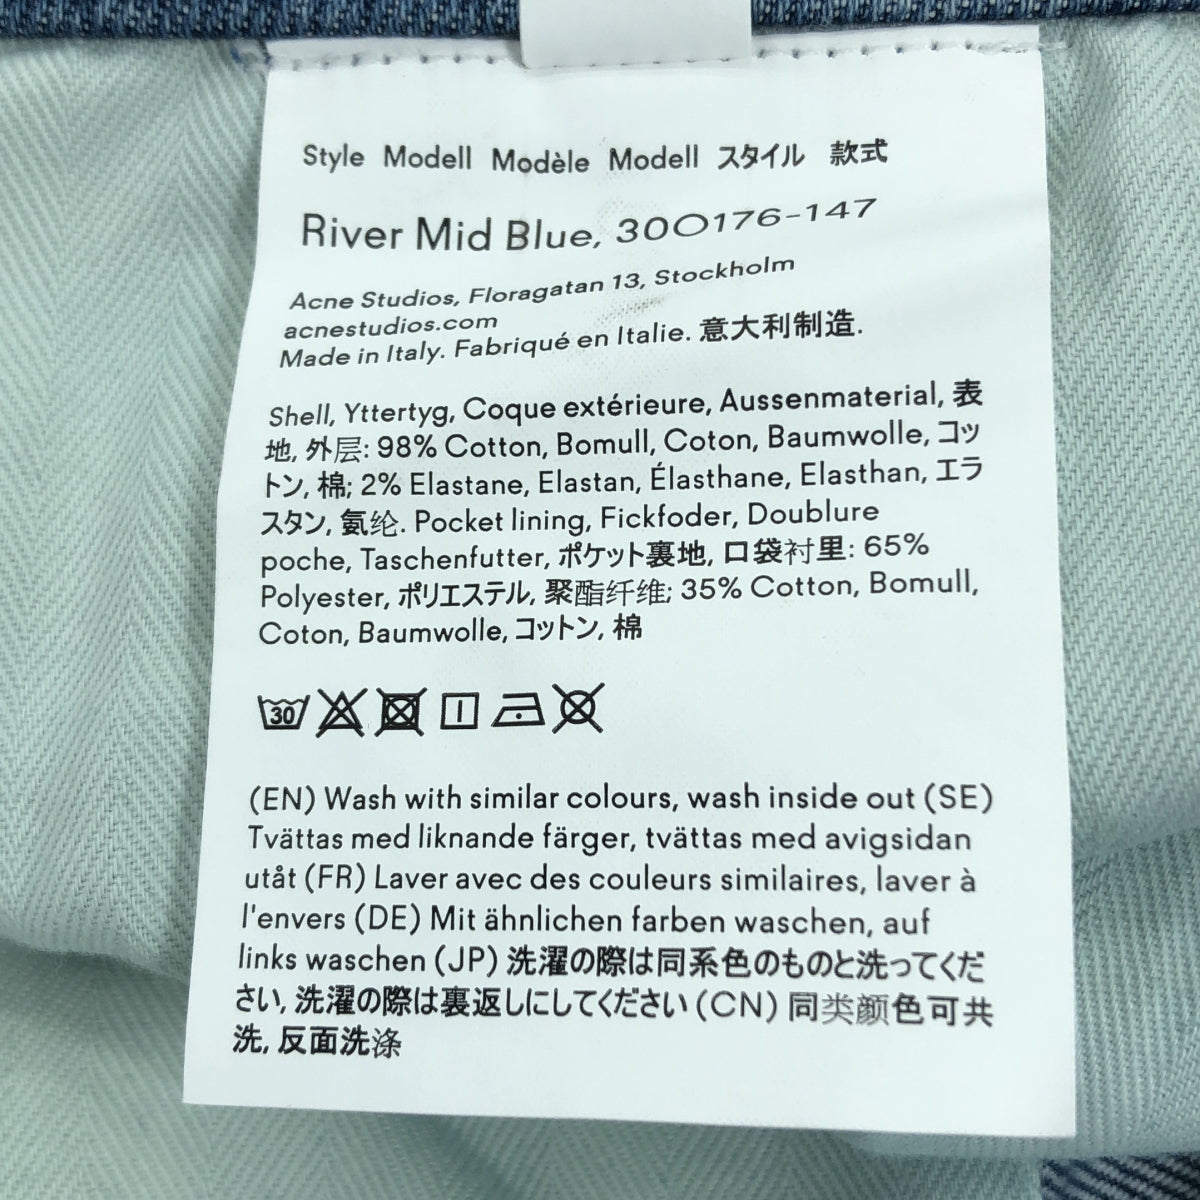 Style Modell Modèle Modell スタイル 款式
River Mid Blue, 30O176-147
Acne Studios, Floragatan 13, Stockholm
acnestudios.com
Made in Italy. Fabriqué en Italie. 意大利制造.
Shell, Yttertyg, Coque extérieure, Aussenmaterial, 表
地, 外层: 98% Cotton, Bomull, Coton, Baumwolle, コッ
トン, 棉; 2% Elastane, Elastan, Élasthane, Elasthan, エラ
スタン, 氨纶. Pocket lining, Fickfoder, Doublure
poche, Taschenfutter, ポケット裏地, 口袋衬里: 65%
Polyester, ポリエステル, 聚酯纤维; 35% Cotton, Bomull,
Coton, Baumwolle, コットン, 棉
30
(EN) Wash with similar colours, wash inside out (SE)
Tvättas med liknande färger, tvättas med avigsidan
utåt (FR) Laver avec des couleurs similaires, laver à
l'envers (DE) Mit ähnlichen farben waschen, auf
links waschen (JP) 洗濯の際は同系色のものと洗ってくだ
さい, 洗濯の際は裏返しにしてください (CN) 同类颜色可共
洗, 反面洗涤